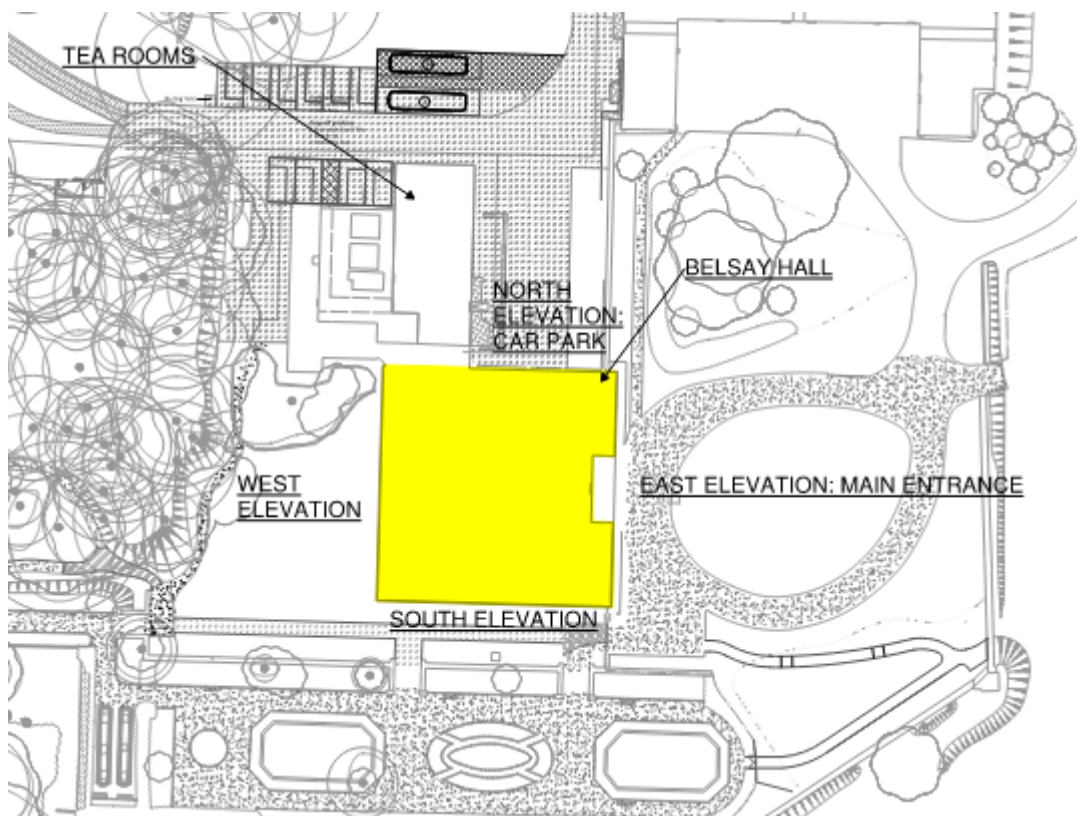 TEA ROOMS
BELSAY HALL
NORTH
ELEVATION:
CAR PARK
WEST
ELEVATION
EAST ELEVATION: MAIN ENTRANCE
SOUTH ELEVATION